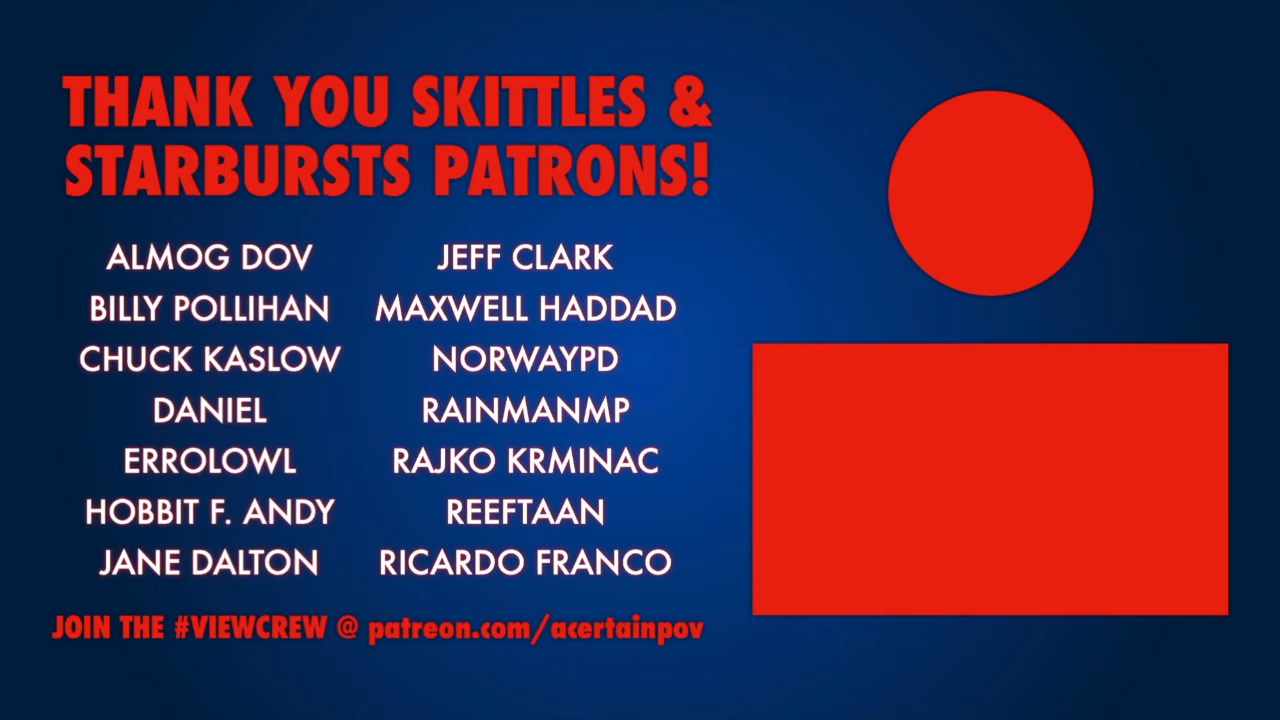 THANK YOU SKITTLES &
STARBURSTS PATRONS!
ALMOG DOV
BILLY POLLIHAN
CHUCK KASLOW
DANIEL
ERROLOWL
HOBBIT F. ANDY
JANE DALTON
JEFF CLARK
MAXWELL HADDAD
NORWAYPD
RAINMANMP
RAJKO KRMINAC
REEFTAAN
RICARDO FRANCO
JOIN THE #VIEWCREW @ patreon.com/acertainpov